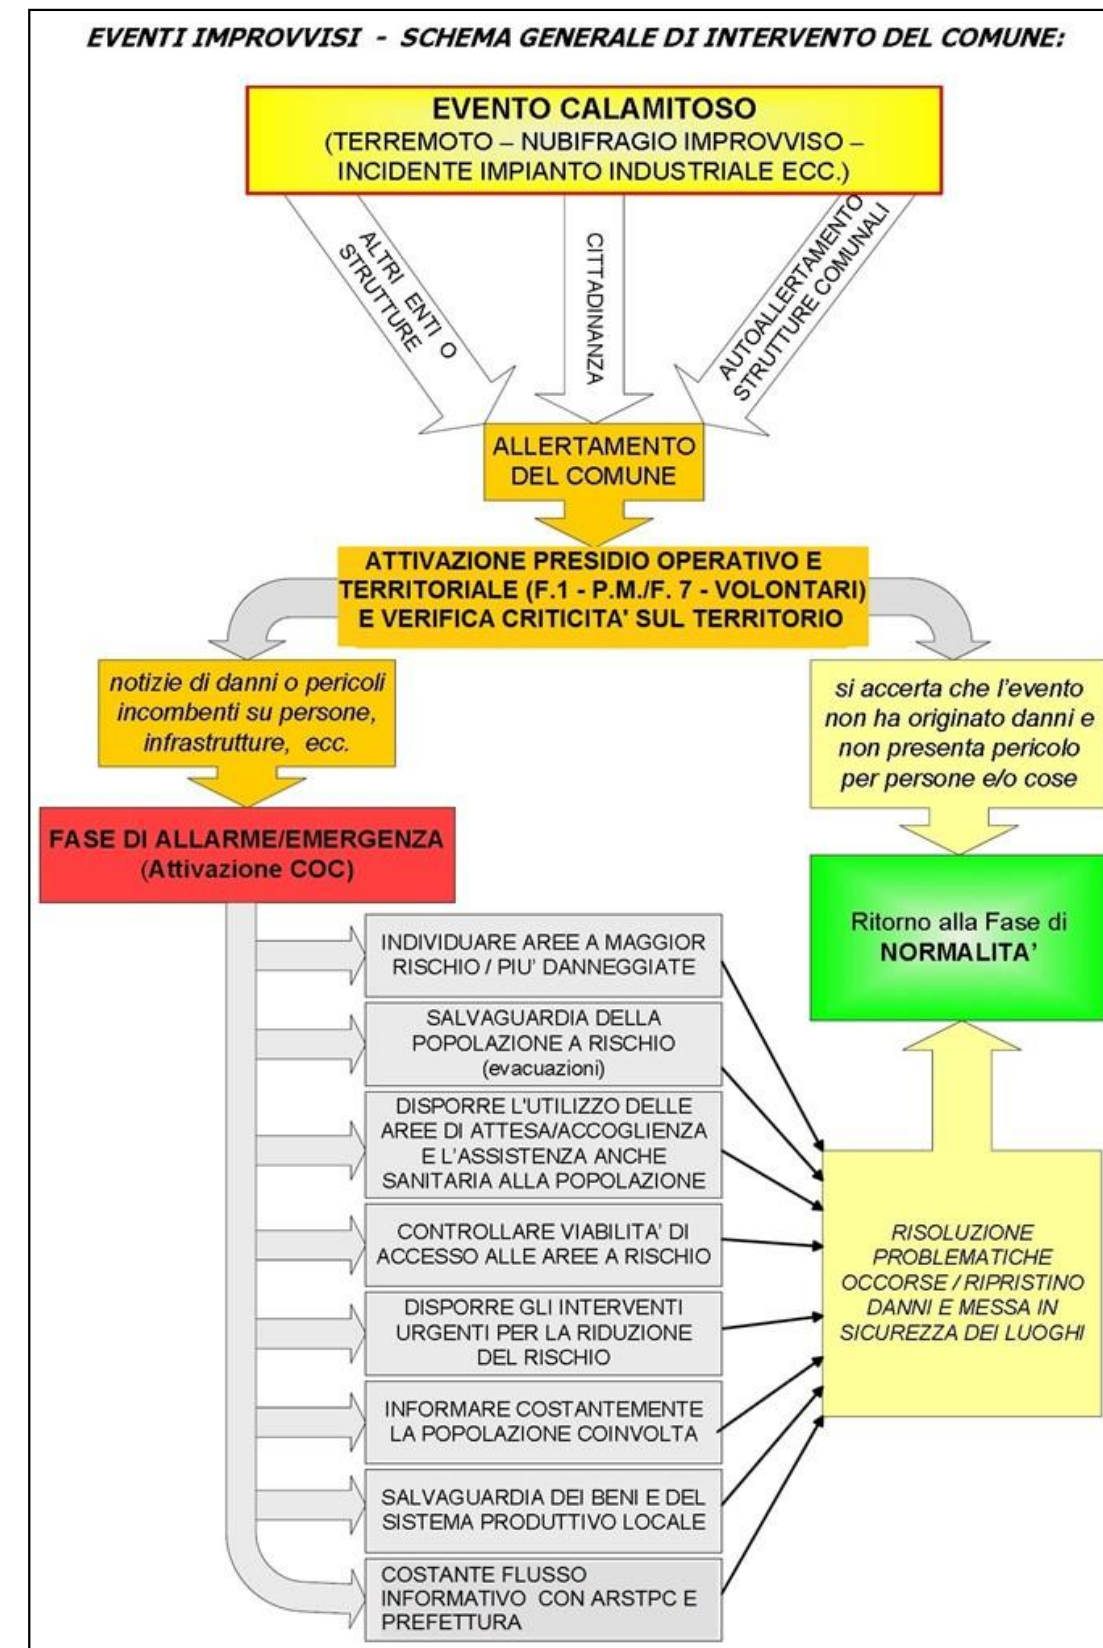 EVENTI IMPROVVISI - SCHEMA GENERALE DI INTERVENTO DEL COMUNE:
EVENTO CALAMITOSO
(TERREMOTO – NUBIFRAGIO IMPROVVISO –
INCIDENTE IMPIANTO INDUSTRIALE ECC.)
ALTRI ENTI O
STRUTTURE
CITTADINANZA
AUTOALLERTAMENTO
STRUTTURE COMUNALI
ALLERTAMENTO
DEL COMUNE
ATTIVAZIONE PRESIDIO OPERATIVO E
TERRITORIALE (F.1 - P.M./F. 7 - VOLONTARI)
E VERIFICA CRITICITA' SUL TERRITORIO
notizie di danni o pericoli
incombenti su persone,
infrastrutture, ecc.
si accerta che l'evento
non ha originato danni e
non presenta pericolo
per persone e/o cose
FASE DI ALLARME/EMERGENZA
(Attivazione COC)
Ritorno alla Fase di
NORMALITA'
INDIVIDUARE AREE A MAGGIOR
RISCHIO / PIU' DANNEGGIATE
SALVAGUARDIA DELLA
POPOLAZIONE A RISCHIO
(evacuazioni)
DISPORRE L'UTILIZZO DELLE
AREE DI ATTESA/ACCOGLIENZA
E L'ASSISTENZA ANCHE
SANITARIA ALLA POPOLAZIONE
CONTROLLARE VIABILITA' DI
ACCESSO ALLE AREE A RISCHIO
DISPORRE GLI INTERVENTI
URGENTI PER LA RIDUZIONE
DEL RISCHIO
INFORMARE COSTANTEMENTE
LA POPOLAZIONE COINVOLTA
SALVAGUARDIA DEI BENI E DEL
SISTEMA PRODUTTIVO LOCALE
COSTANTE FLUSSO
INFORMATIVO CON ARSTPC E
PREFETTURA
RISOLUZIONE
PROBLEMATICHE
OCCORSE / RIPRISTINO
DANNI E MESSA IN
SICUREZZA DEI LUOGHI